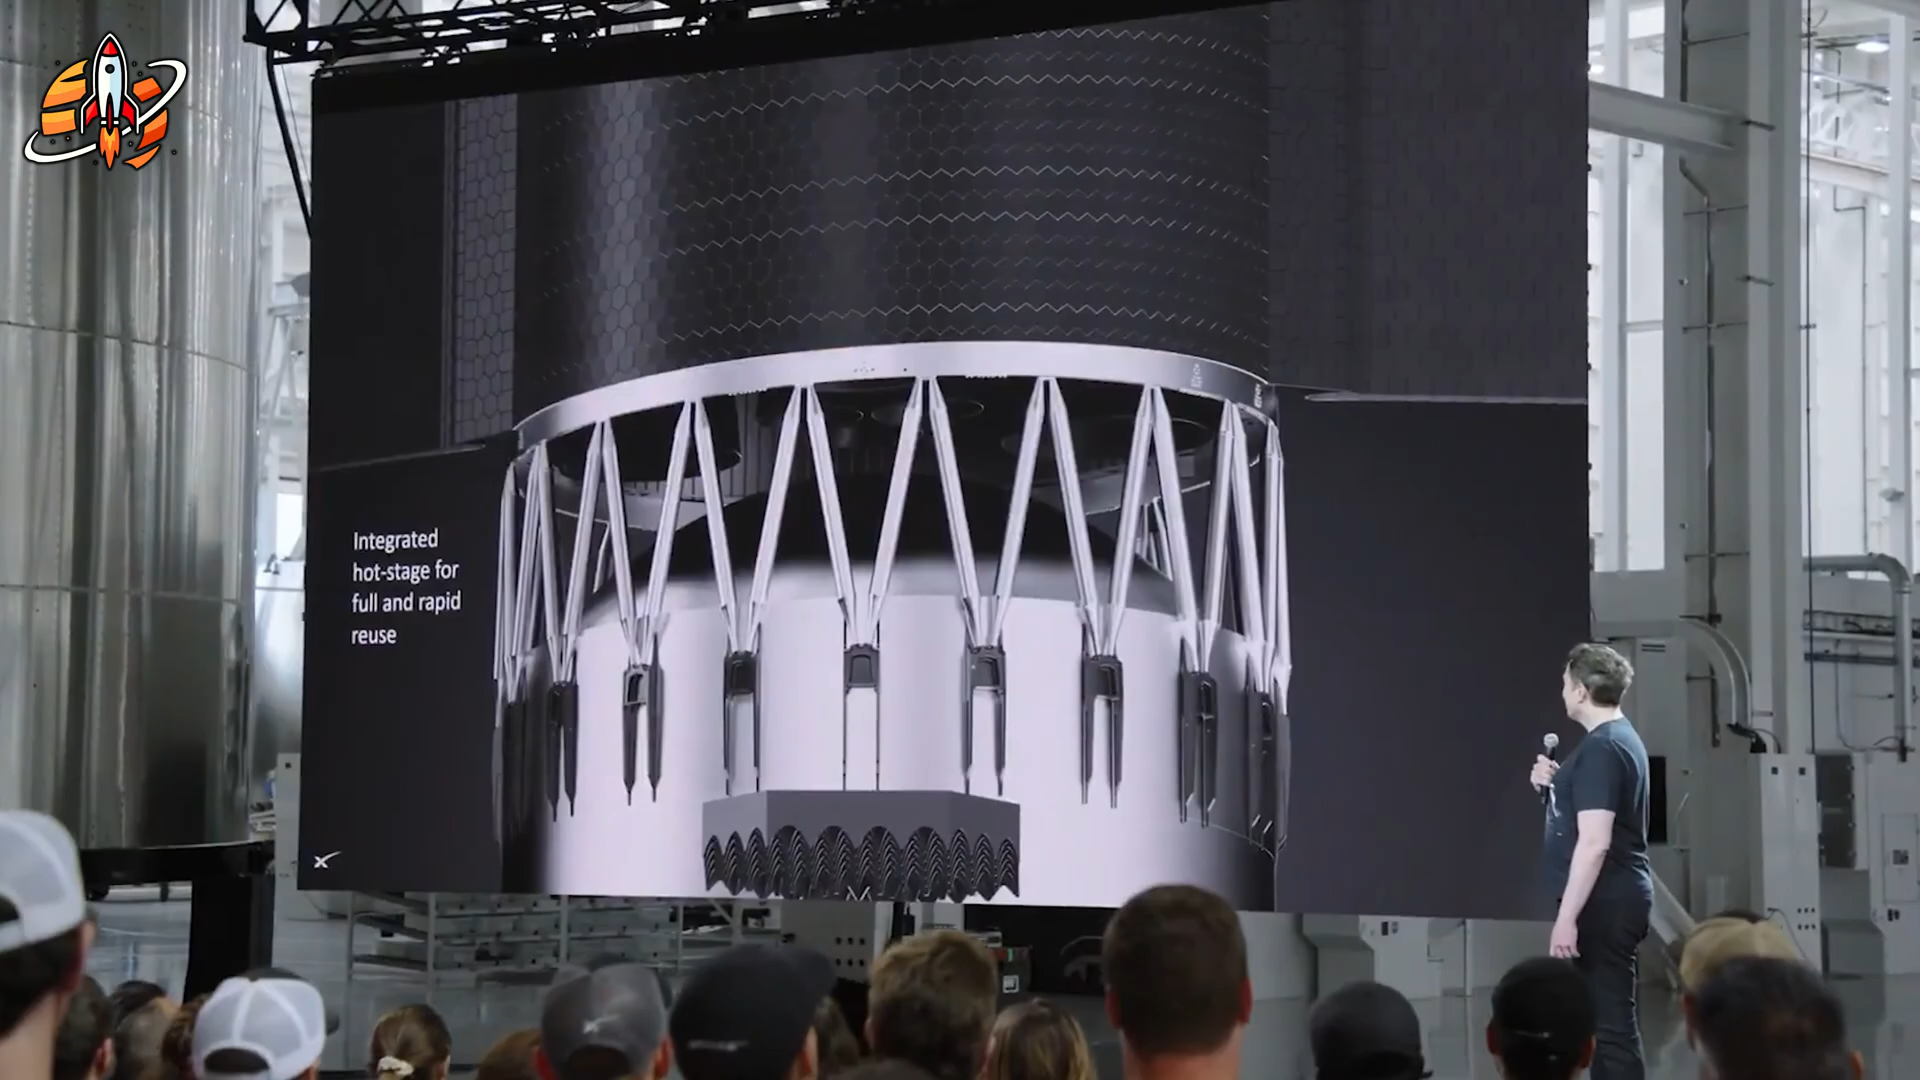 Integrated
hot-stage for
full and rapid
reuse